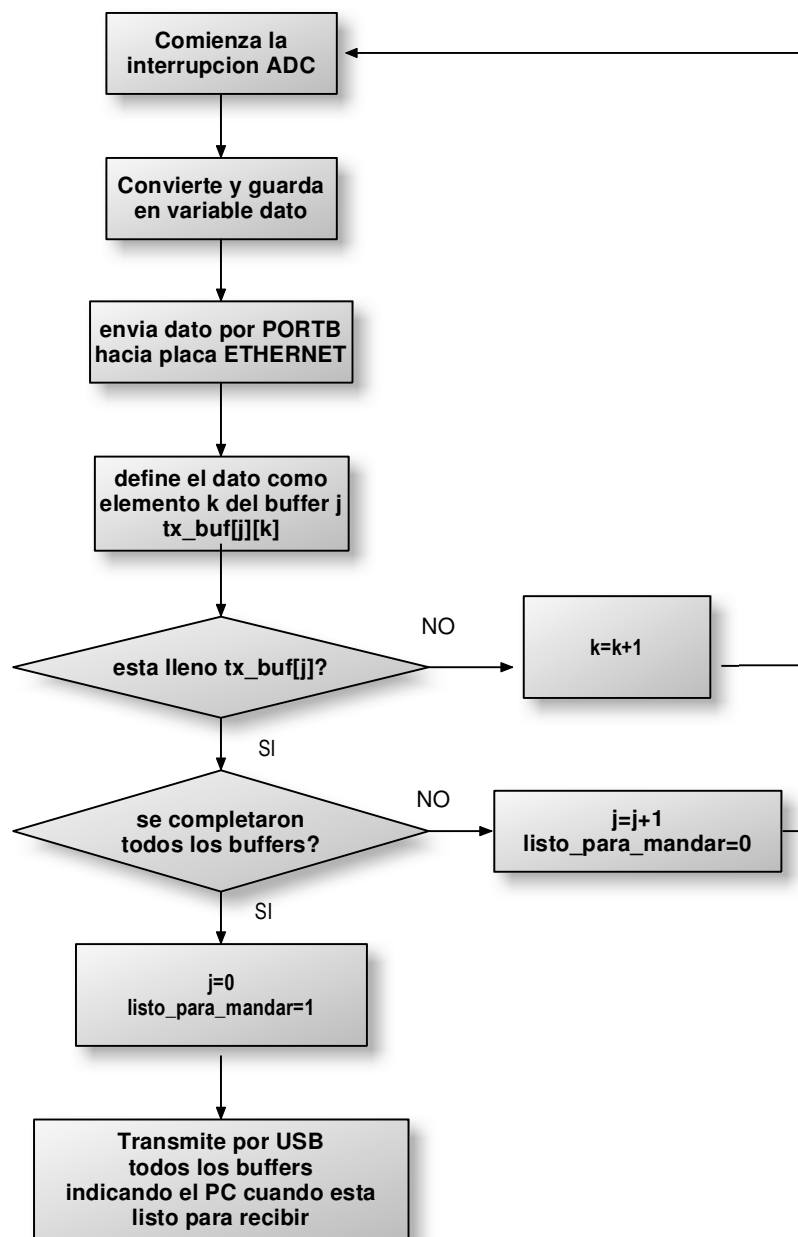 Comienza la
interrupcion ADC
Convierte y guarda
en variable dato
envia dato por PORTB
hacia placa ETHERNET
define el dato como
elemento k del buffer j
tx_buf[j][k]
esta lleno tx_buf[j]?
NO
k=k+1
SI
se completaron
todos los buffers?
NO
j=j+1
listo_para_mandar=0
SI
j=0
listo_para_mandar=1
Transmite por USB
todos los buffers
indicando el PC cuando esta
listo para recibir